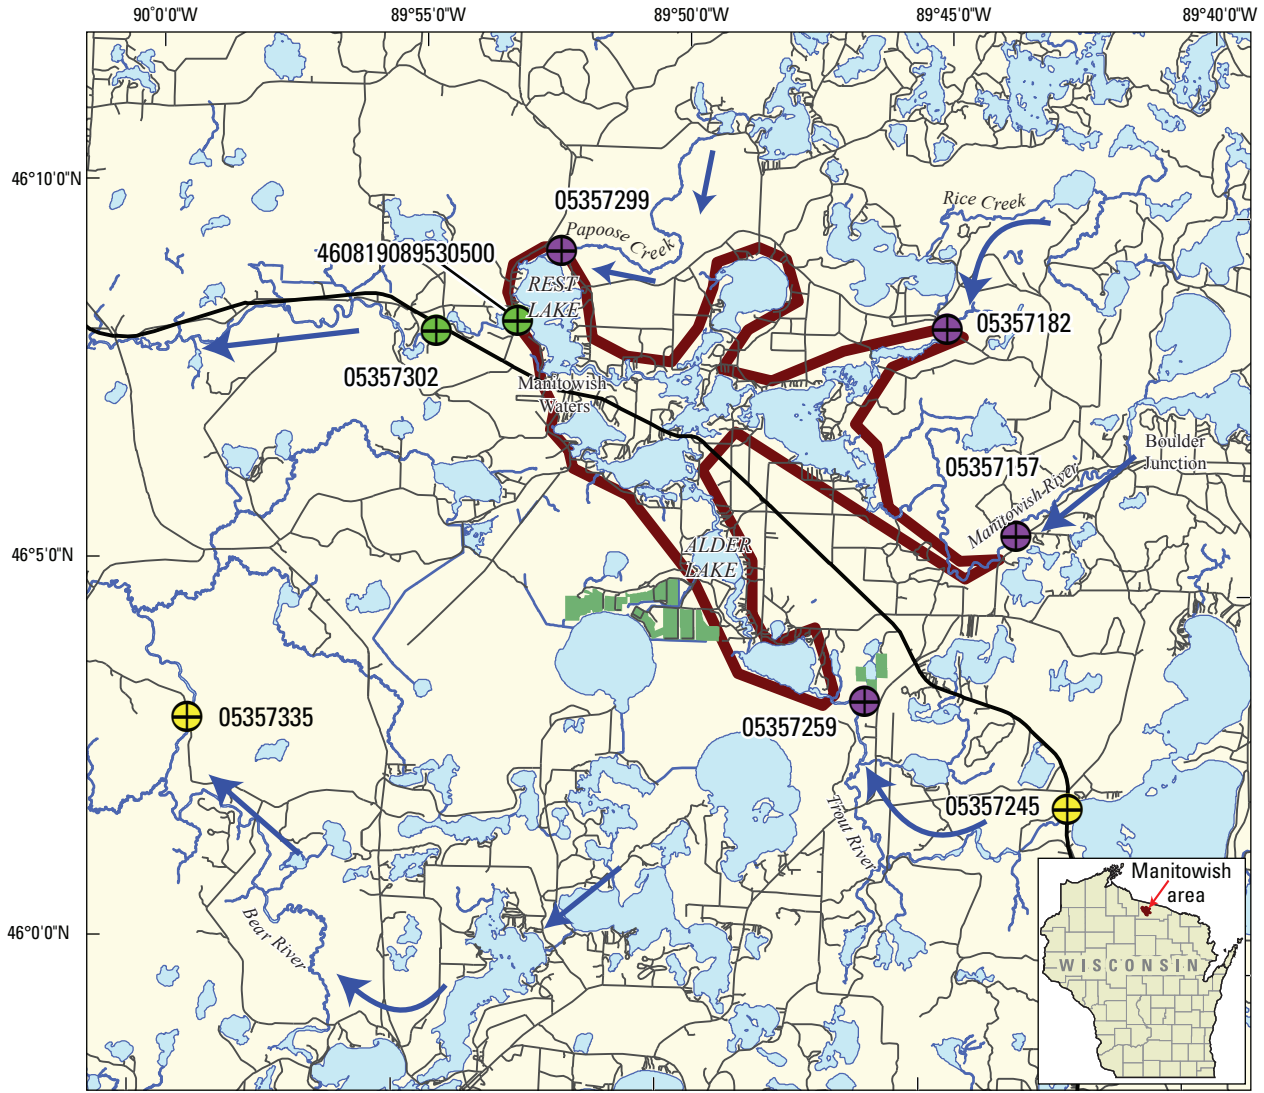 90°0'0"W
89°55'0"W
89°50'0"W
89°45'0"W
89°40'0"W
46°10'0"N
05357299
Rice Creek
Papoose Creek
460819089530500
REST
LAKE
05357182
05357302
Manitowish
Waters
Boulder
Junction
05357157
Manitowish River
46°5'0"N
ALDER
LAKE
05357335
05357259
05357245
Trout River
Manitowish
area
Bear River
46°0'0"N
WISCONSIN